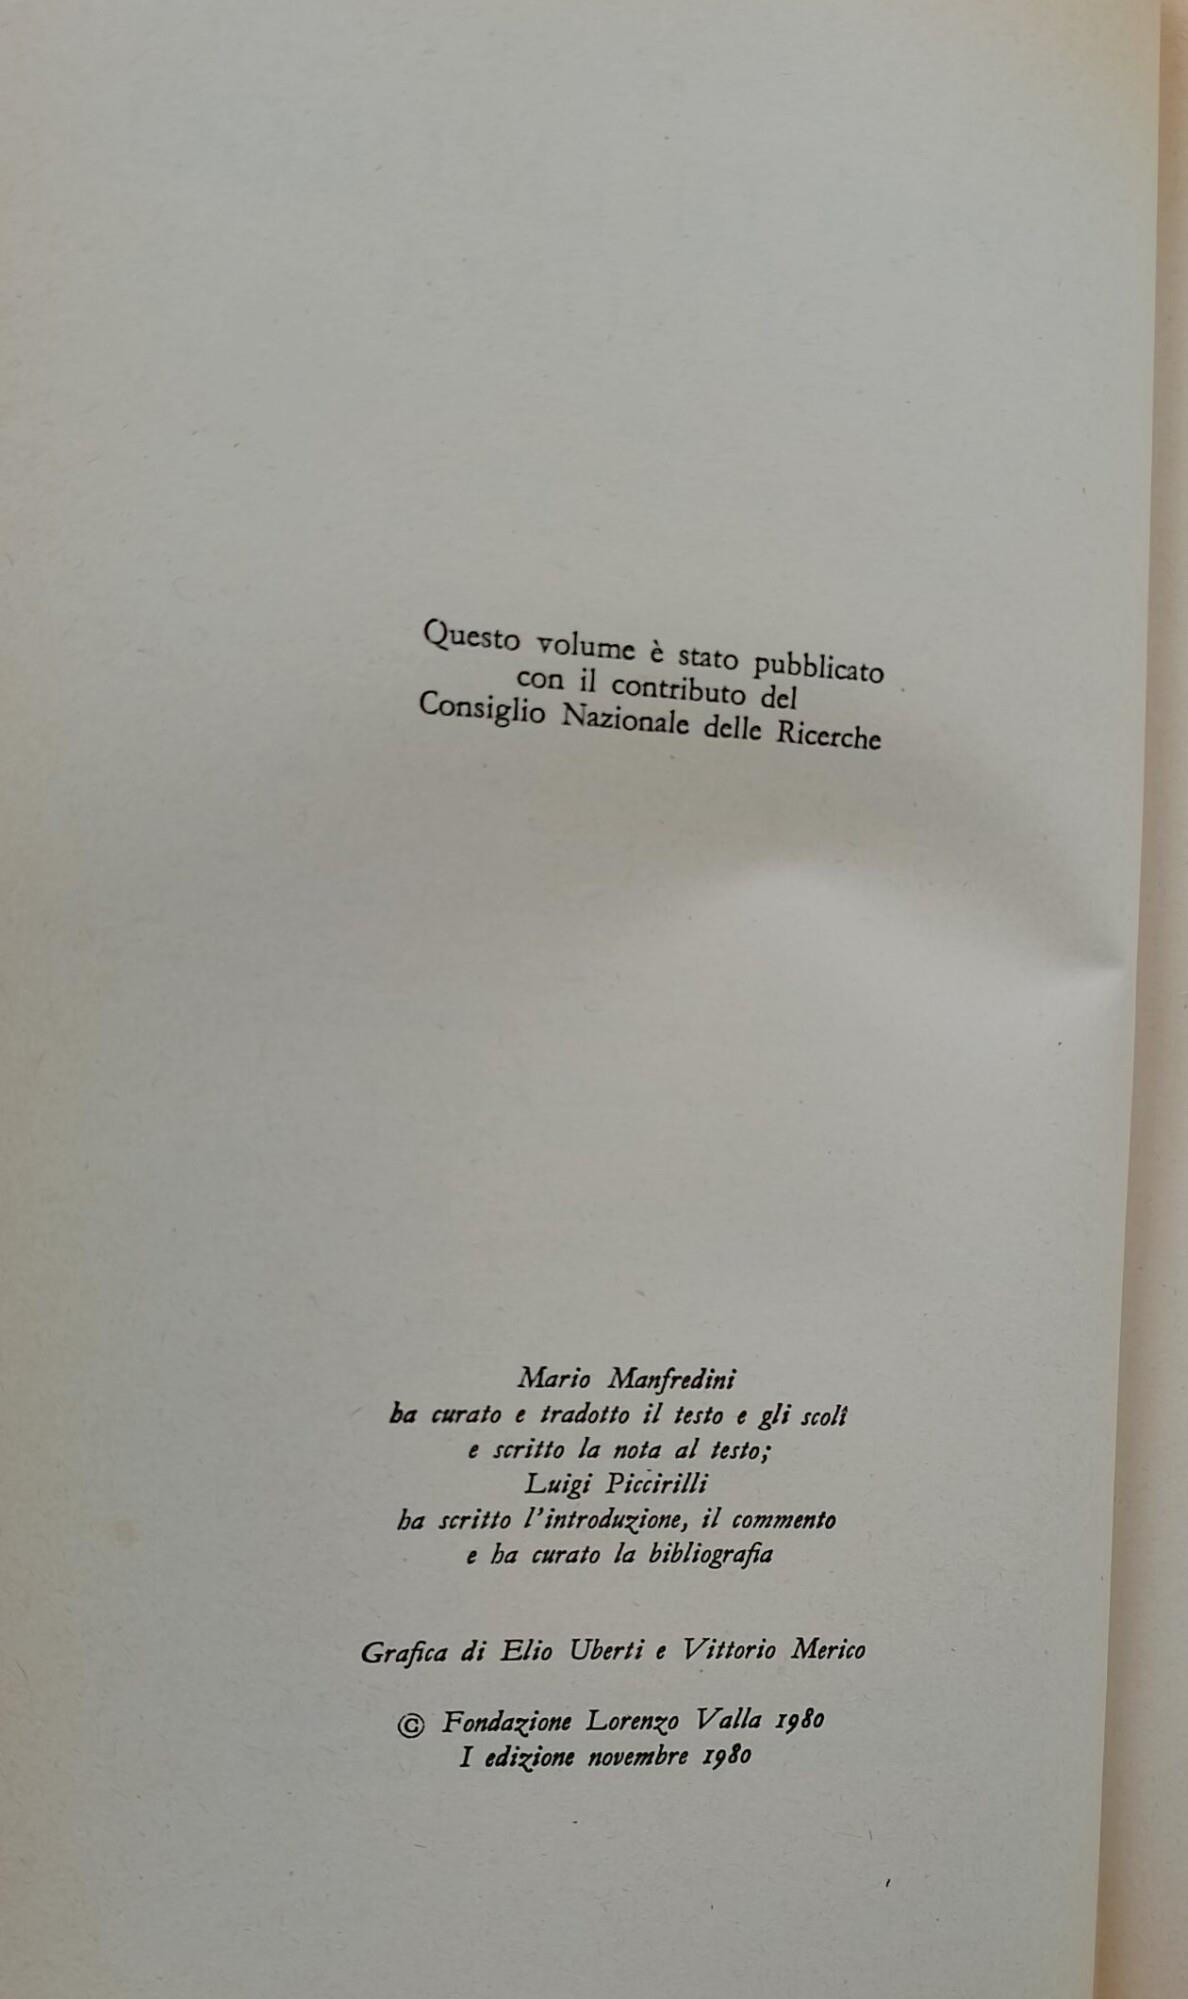 Questo volume è stato pubblicato
con il contributo del
Consiglio Nazionale delle Ricerche
Mario Manfredini
ha curato e tradotto il testo e gli scolî
e scritto la nota al testo;
Luigi Piccirilli
ha scritto l'introduzione, il commento
e ha curato la bibliografia
Grafica di Elio Uberti e Vittorio Merico
© Fondazione Lorenzo Valla 1980
I edizione novembre 1980